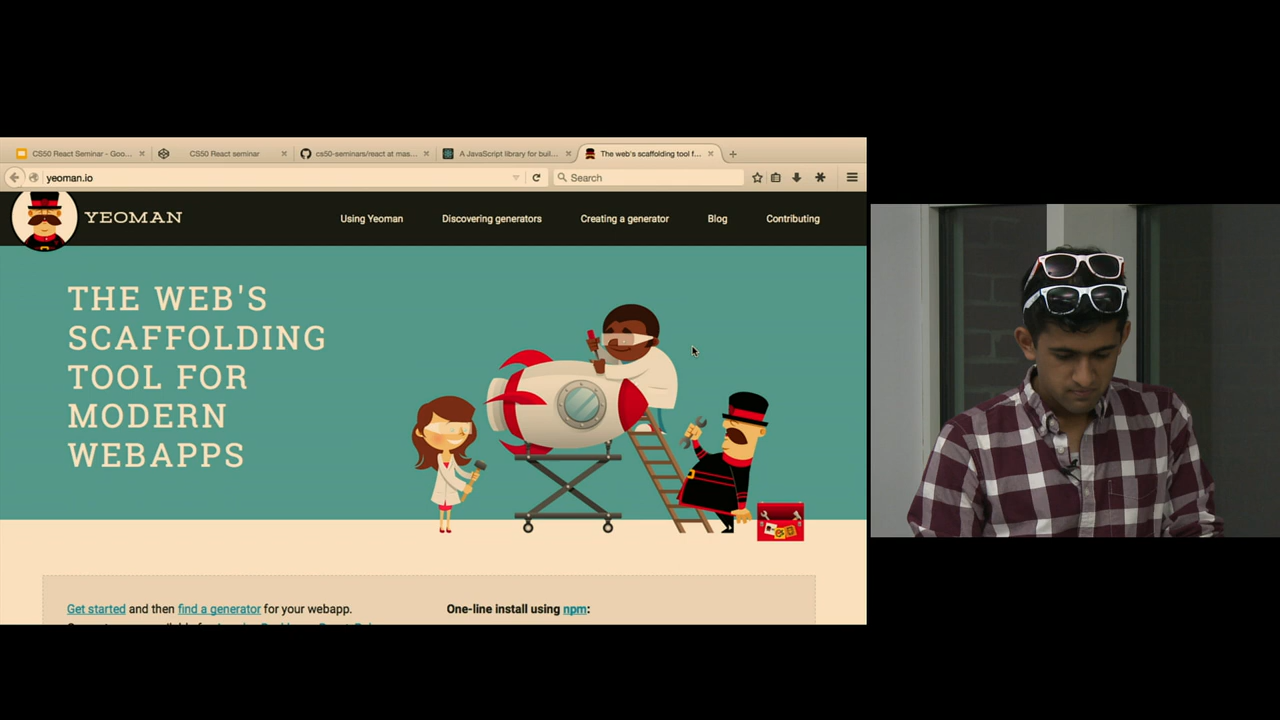 CS50 React Seminar - Goo...
CS50 React seminar
cs50-seminars/react at mas...
A JavaScript library for buil...
The web's scaffolding tool f...
yeoman.io
Search
YEOMAN
Using Yeoman
Discovering generators
Creating a generator
Blog
Contributing
THE WEB'S
SCAFFOLDING
TOOL FOR
MODERN
WEBAPPS
Get started and then find a generator for your webapp.
One-line install using npm: